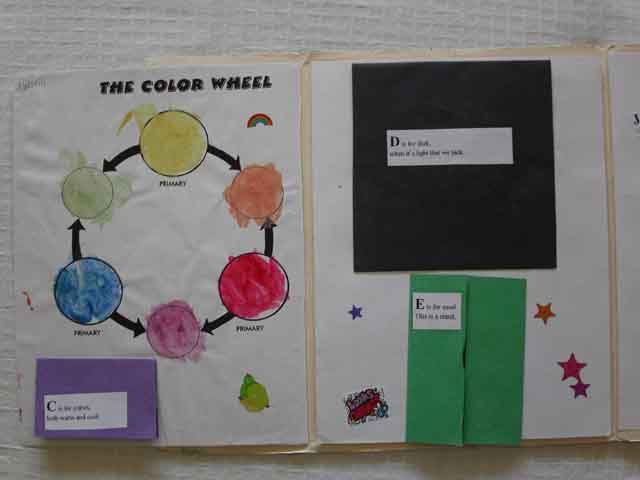 THE COLOR WHEEL
PRIMARY
PRIMARY
PRIMARY
C is for colors,
both warm and cool.
D is for dark,
when it's light that we lack.
E is for easel
This is a stand,